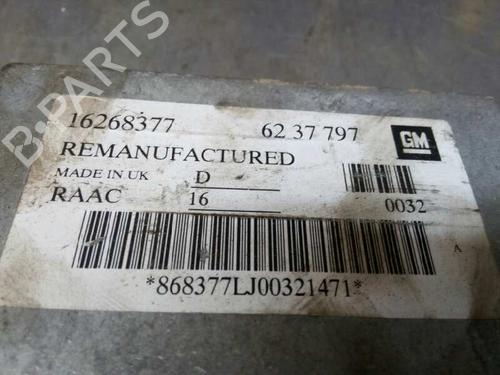 B-PARTS
16268377 62 37 797 GM
REMANUFACTURED
MADE IN UK D
RAAC 16 0032
A
*868377LJ00321471*